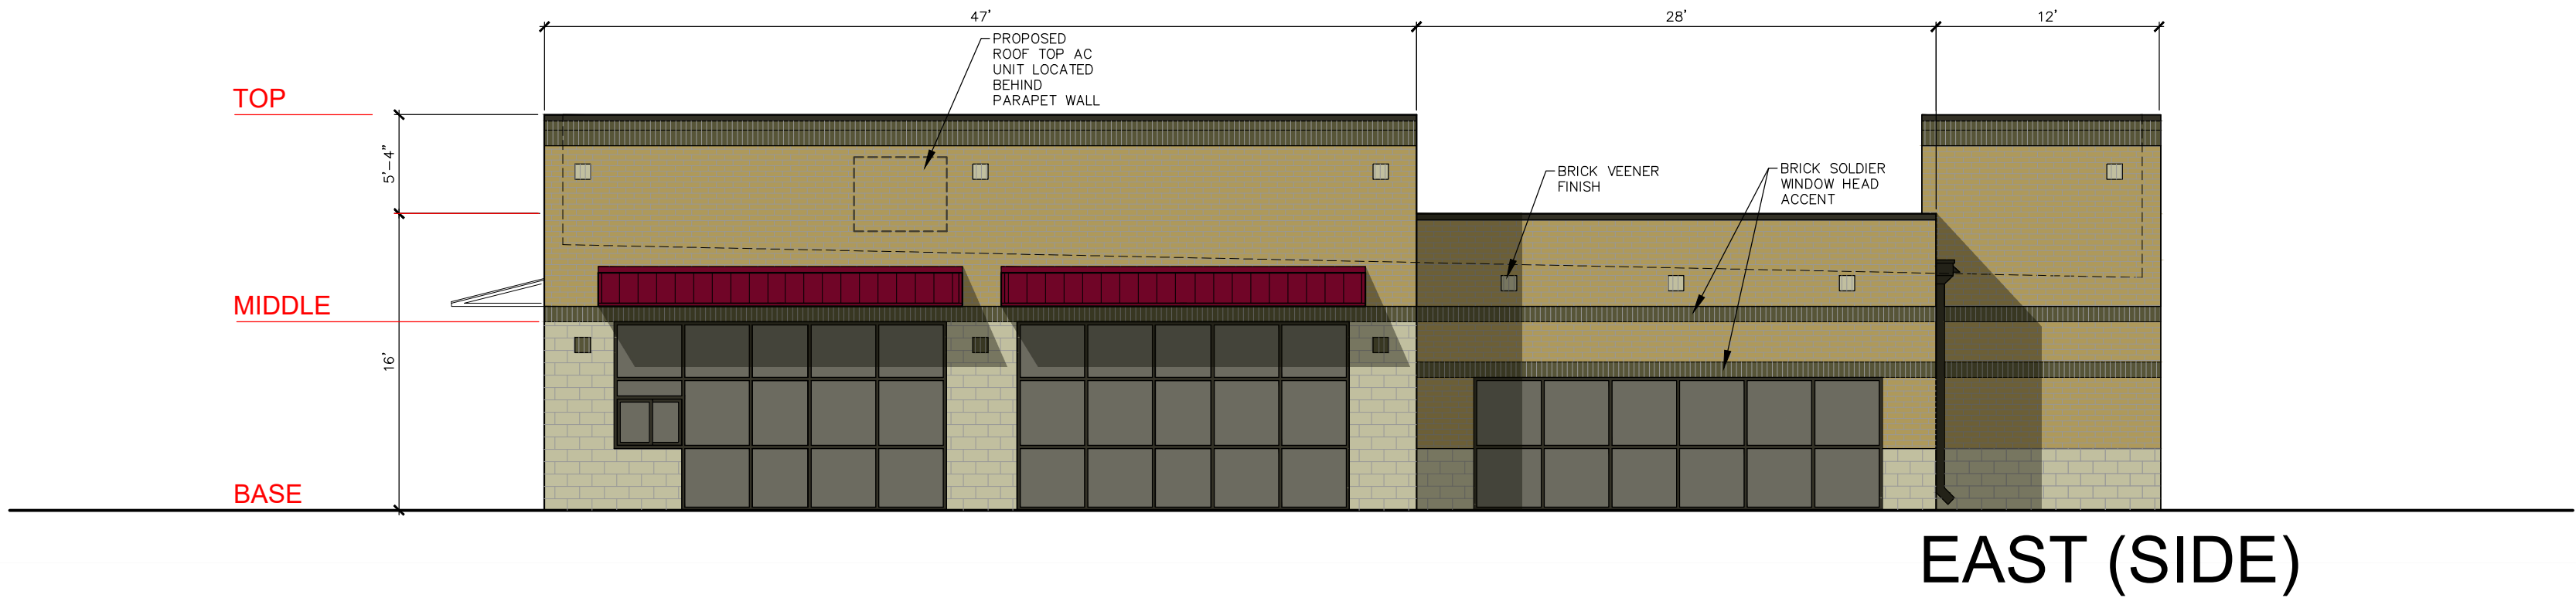 47'
28'
12'
PROPOSED
ROOF TOP AC
UNIT LOCATED
BEHIND
PARAPET WALL
TOP
5'-4"
BRICK VEENER
FINISH
BRICK SOLDIER
WINDOW HEAD
ACCENT
MIDDLE
16'
BASE
EAST (SIDE)